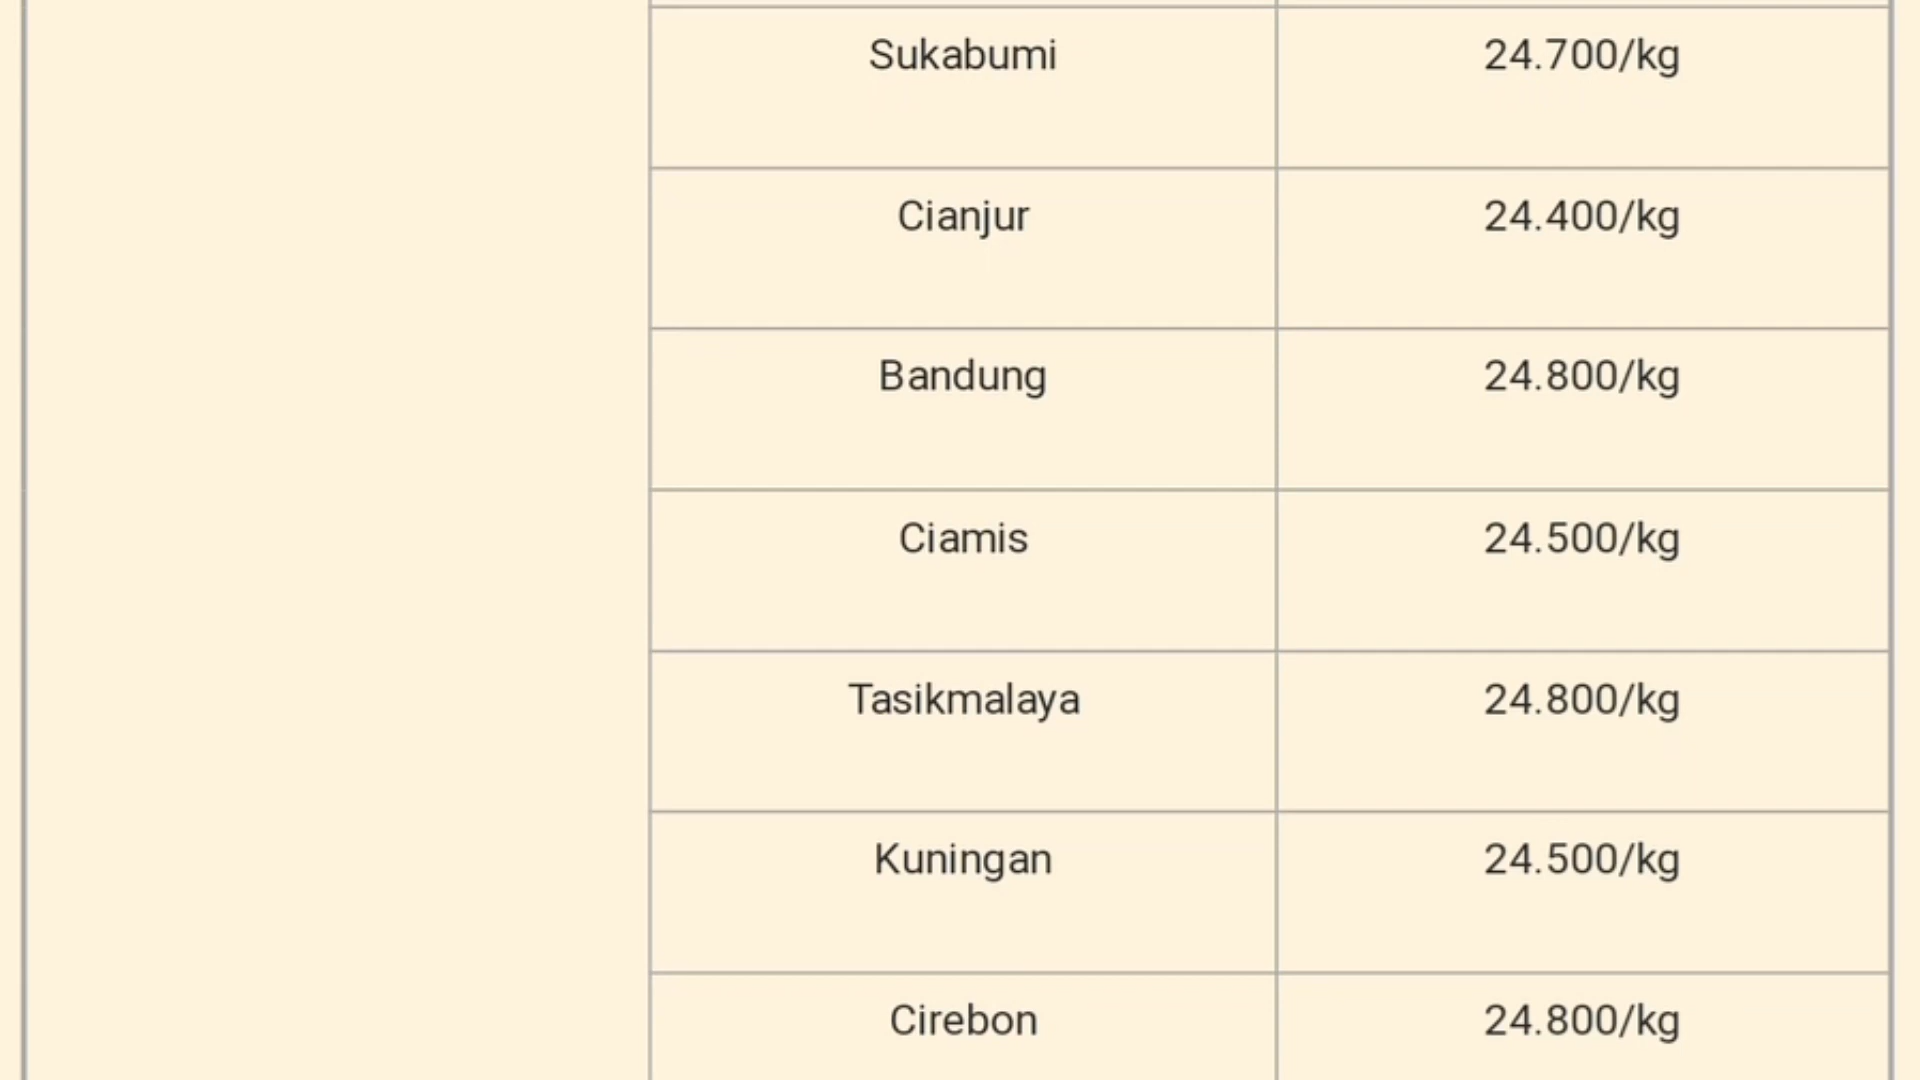 Sukabumi 24.700/kg
Cianjur 24.400/kg
Bandung 24.800/kg
Ciamis 24.500/kg
Tasikmalaya 24.800/kg
Kuningan 24.500/kg
Cirebon 24.800/kg